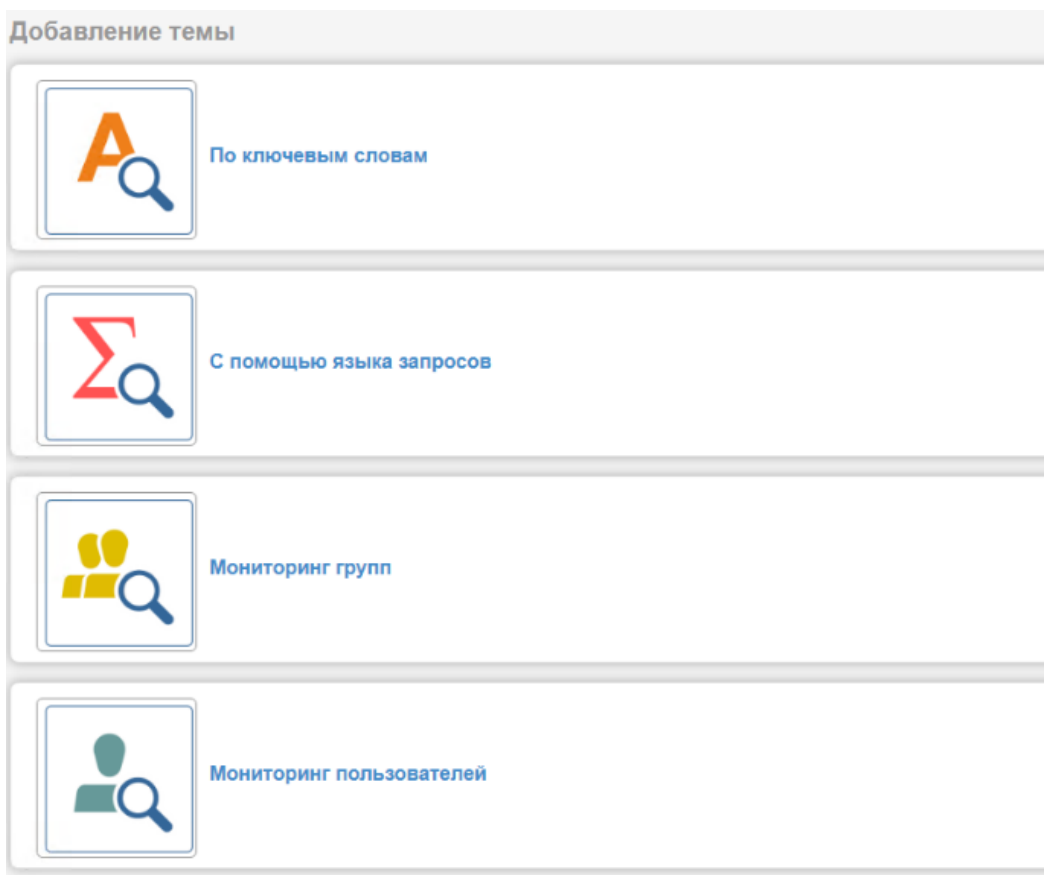 Добавление темы
По ключевым словам
С помощью языка запросов
Мониторинг групп
Мониторинг пользователей